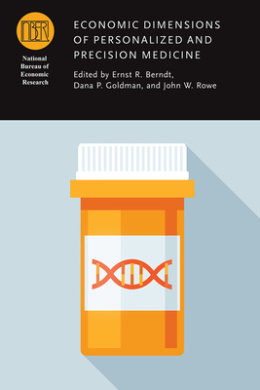 NBER
National
Bureau of
Economic
Research
ECONOMIC DIMENSIONS
OF PERSONALIZED AND
PRECISION MEDICINE
Edited by Ernst R. Berndt,
Dana P. Goldman, and John W. Rowe